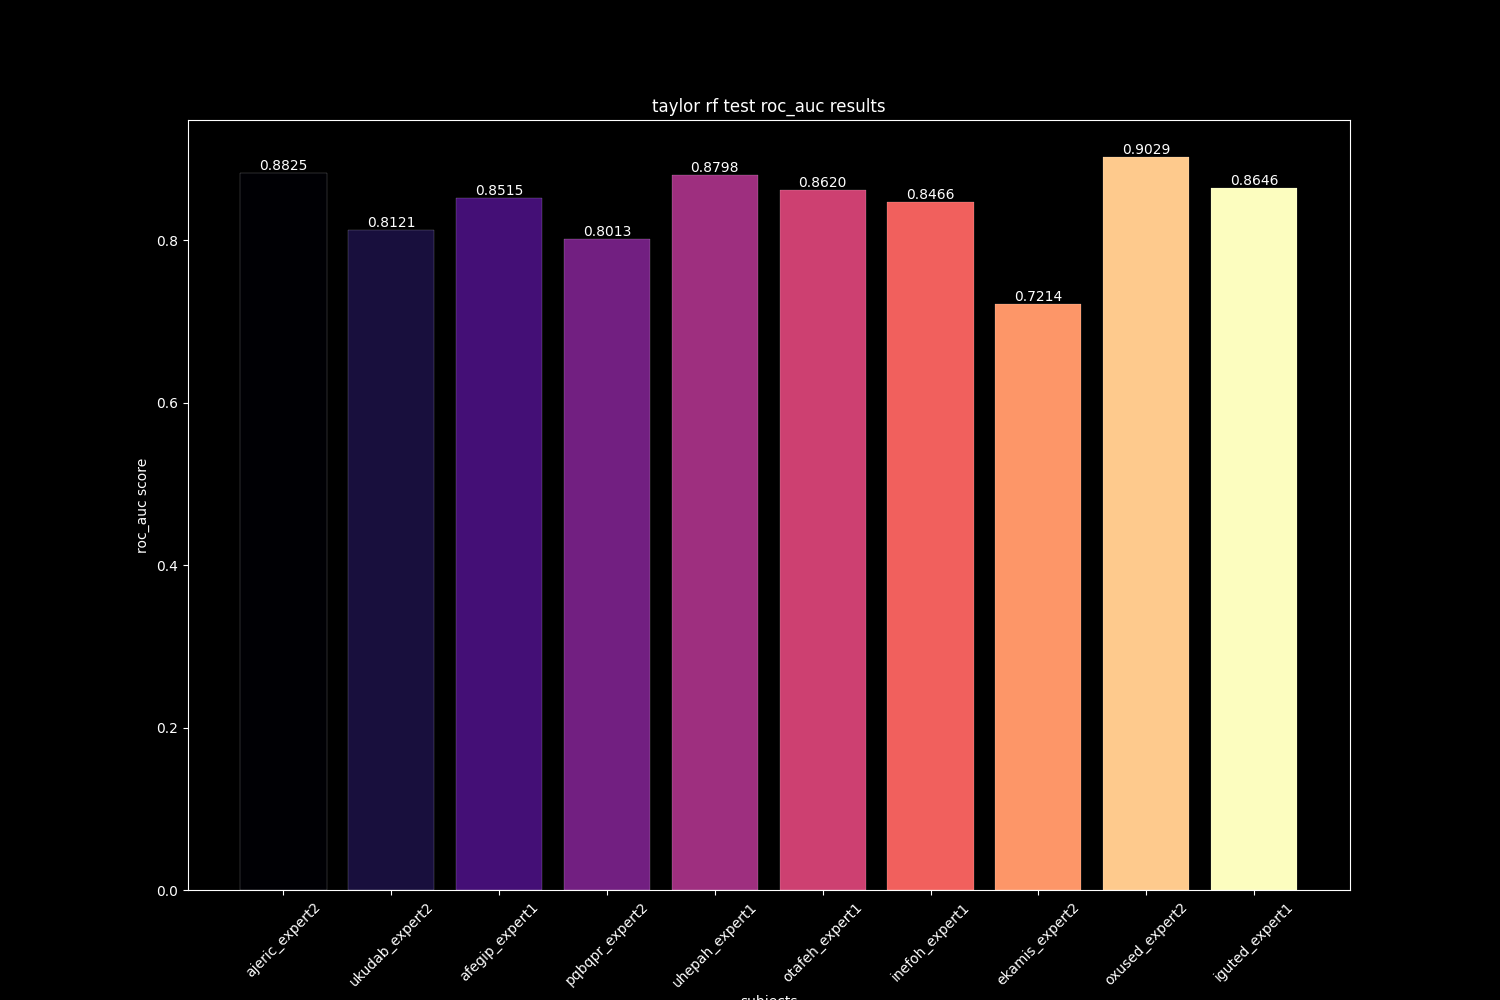 taylor rf test roc_auc results
0.8825
0.8121
0.8515
0.8013
0.8798
0.8620
0.8466
0.7214
0.9029
0.8646
roc_auc score
0.8
0.6
0.4
0.2
0.0
ajeric_expert2
ukudab_expert2
afegip_expert1
pqbqpr_expert2
uhepah_expert1
otafeh_expert1
inefoh_expert1
ekamis_expert2
oxused_expert2
iguted_expert1
subjects